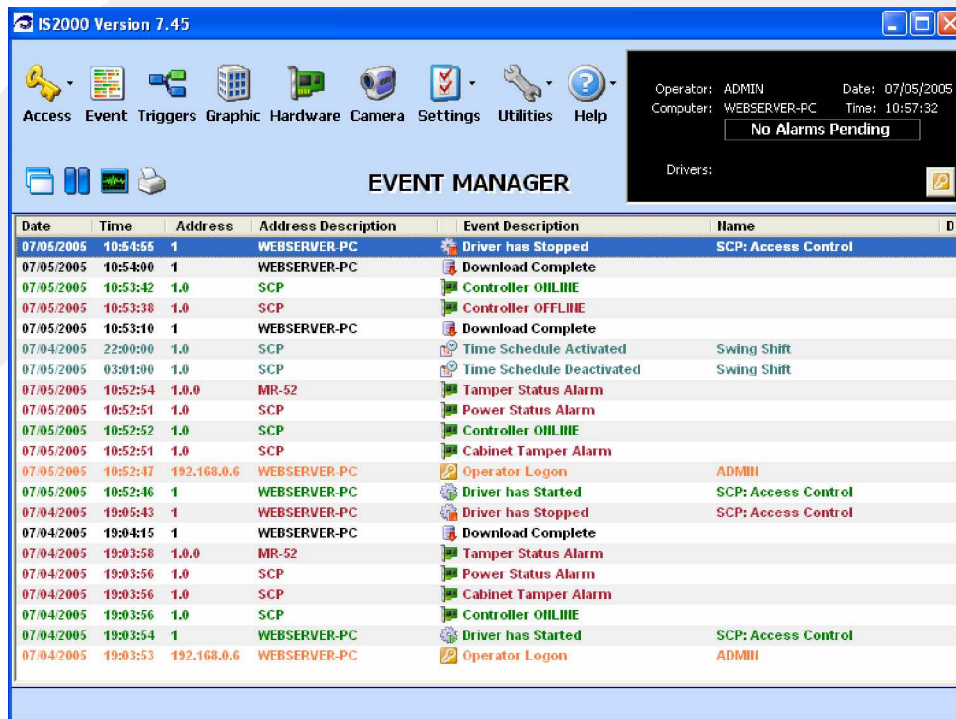 IS2000 Version 7.45
Access Event Triggers Graphic Hardware Camera Settings Utilities Help
Operator: ADMIN Date: 07/05/2005
Computer: WEBSERVER-PC Time: 10:57:32
No Alarms Pending
Drivers:
EVENT MANAGER
Date Time Address Address Description Event Description Name D
07/05/2005 10:54:55 1 WEBSERVER-PC Driver has Stopped SCP: Access Control
07/05/2005 10:54:00 1 WEBSERVER-PC Download Complete
07/05/2005 10:53:42 1.0 SCP Controller ONLINE
07/05/2005 10:53:38 1.0 SCP Controller OFFLINE
07/05/2005 10:53:10 1 WEBSERVER-PC Download Complete
07/04/2005 22:00:00 1.0 SCP Time Schedule Activated Swing Shift
07/05/2005 03:01:00 1.0 SCP Time Schedule Deactivated Swing Shift
07/05/2005 10:52:54 1.0.0 MR-52 Tamper Status Alarm
07/05/2005 10:52:51 1.0 SCP Power Status Alarm
07/05/2005 10:52:52 1.0 SCP Controller ONLINE
07/05/2005 10:52:51 1.0 SCP Cabinet Tamper Alarm
07/05/2005 10:52:47 192.168.0.6 WEBSERVER-PC Operator Logon ADMIN
07/05/2005 10:52:46 1 WEBSERVER-PC Driver has Started SCP: Access Control
07/04/2005 19:05:43 1 WEBSERVER-PC Driver has Stopped SCP: Access Control
07/04/2005 19:04:15 1 WEBSERVER-PC Download Complete
07/04/2005 19:03:58 1.0.0 MR-52 Tamper Status Alarm
07/04/2005 19:03:56 1.0 SCP Power Status Alarm
07/04/2005 19:03:56 1.0 SCP Cabinet Tamper Alarm
07/04/2005 19:03:56 1.0 SCP Controller ONLINE
07/04/2005 19:03:54 1 WEBSERVER-PC Driver has Started SCP: Access Control
07/04/2005 19:03:53 192.168.0.6 WEBSERVER-PC Operator Logon ADMIN